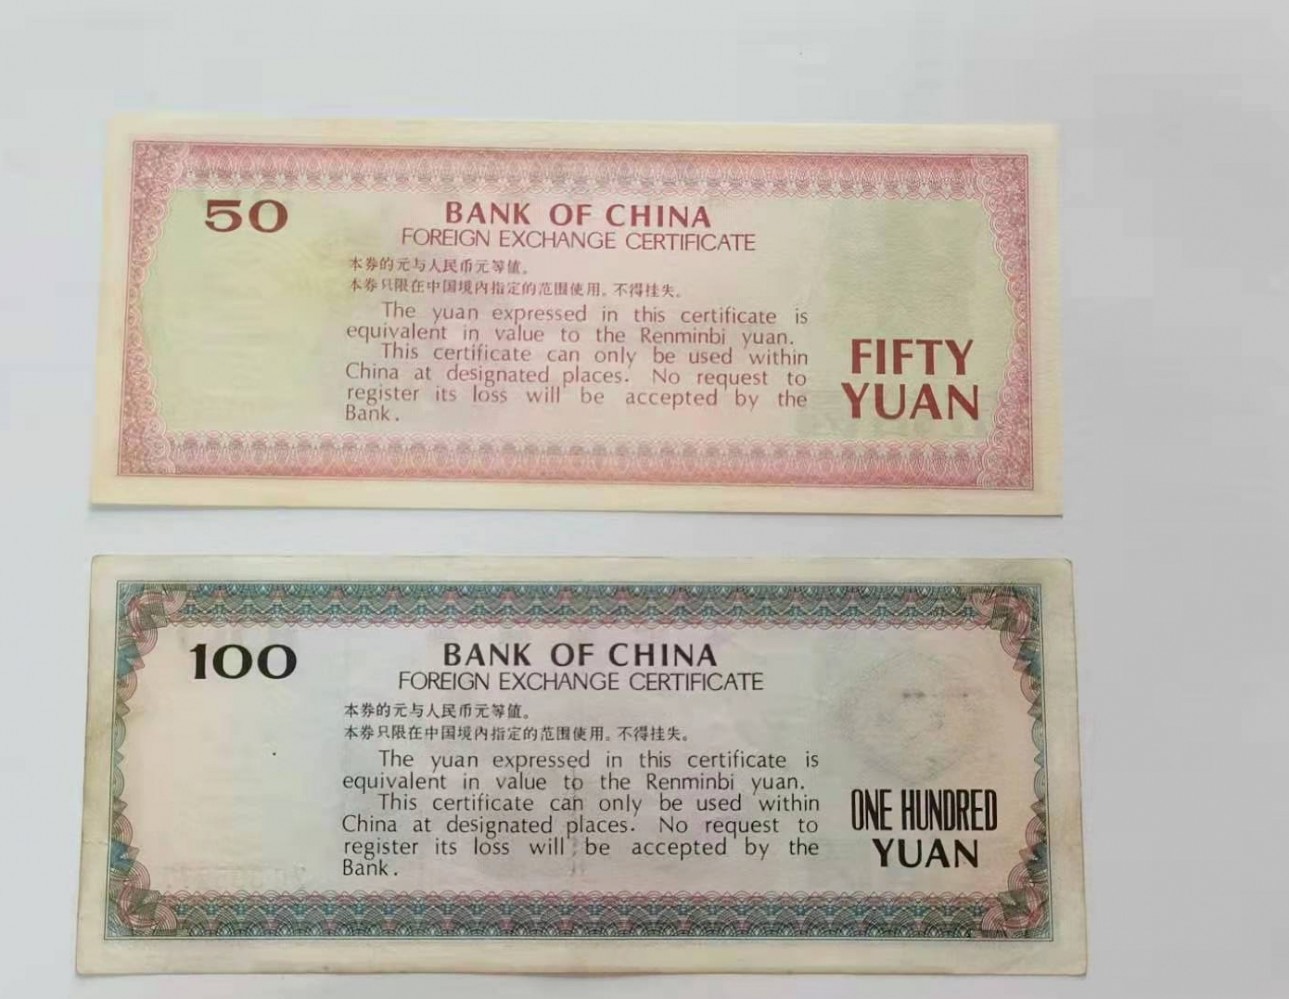 50
BANK OF CHINA
FOREIGN EXCHANGE CERTIFICATE
本券的元与人民币元等值。
本券只限在中国境内指定的范围使用。不得挂失。
The yuan expressed in this certificate is
equivalent in value to the Renminbi yuan.
This certificate can only be used within
China at designated places. No request to
register its loss will be accepted by the
Bank.
FIFTY
YUAN
100
BANK OF CHINA
FOREIGN EXCHANGE CERTIFICATE
本券的元与人民币元等值。
本券只限在中国境内指定的范围使用。不得挂失。
The yuan expressed in this certificate is
equivalent in value to the Renminbi yuan.
This certificate can only be used within
China at designated places. No request to
register its loss will be accepted by the
Bank.
ONE HUNDRED
YUAN